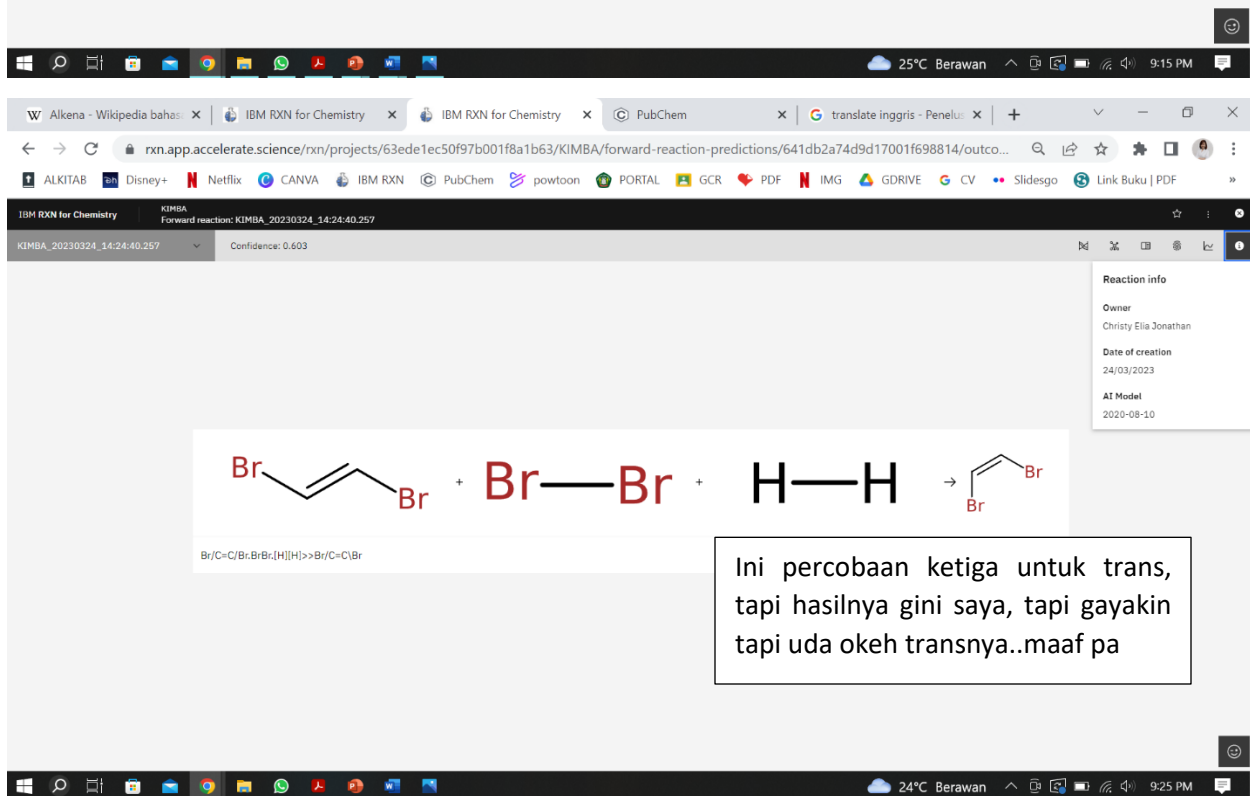 25°C Berawan
9:15 PM
Alkena - Wikipedia bahas
IBM RXN for Chemistry
IBM RXN for Chemistry
PubChem
translate inggris - Penelus
rxn.app.accelerate.science/rxn/projects/63ede1ec50f97b001f8a1b63/KIMBA/forward-reaction-predictions/641db2a74d9d17001f698814/outco...
ALKITAB Disney+ Netflix CANVA IBM RXN PubChem powtoon PORTAL GCR PDF IMG GDRIVE CV Slidesgo Link Buku | PDF »
IBM RXN for Chemistry
KIMBA
Forward reaction: KIMBA_20230324_14:24:40.257
KIMBA_20230324_14:24:40.257
Confidence: 0.603
Reaction info
Owner
Christy Elia Jonathan
Date of creation
24/03/2023
AI Model
2020-08-10
Br Br + Br Br + H H → Br Br
Br/C=C/Br.BrBr.[H][H]>>Br/C=C\Br
Ini percobaan ketiga untuk trans,
tapi hasilnya gini saya, tapi gayakin
tapi uda okeh transnya..maaf pa
24°C Berawan
9:25 PM